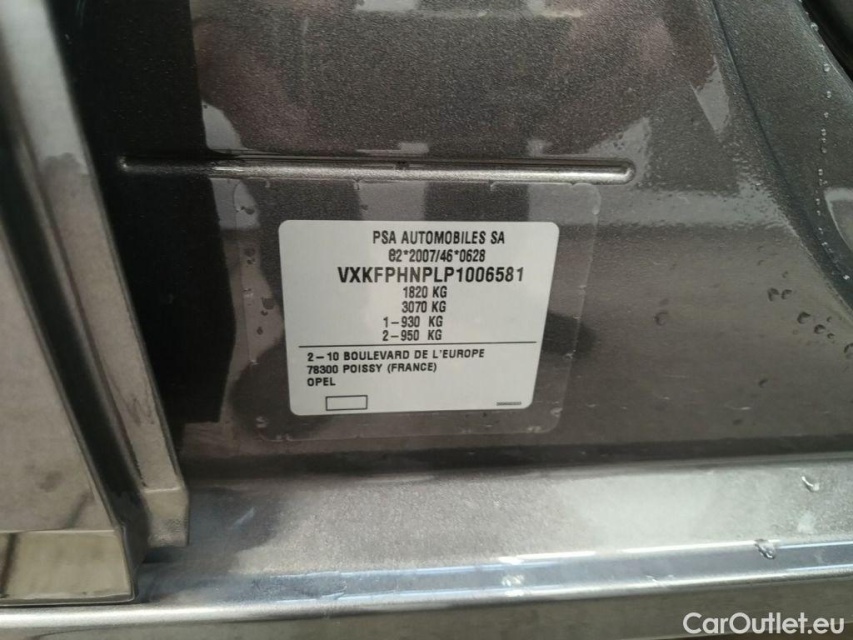 PSA AUTOMOBILES SA
e2*2007/46*0628
VXKFPHNPLP1006581
1820 KG
3070 KG
1-930 KG
2-950 KG
2-10 BOULEVARD DE L'EUROPE
78300 POISSY (FRANCE)
OPEL
CarOutlet.eu